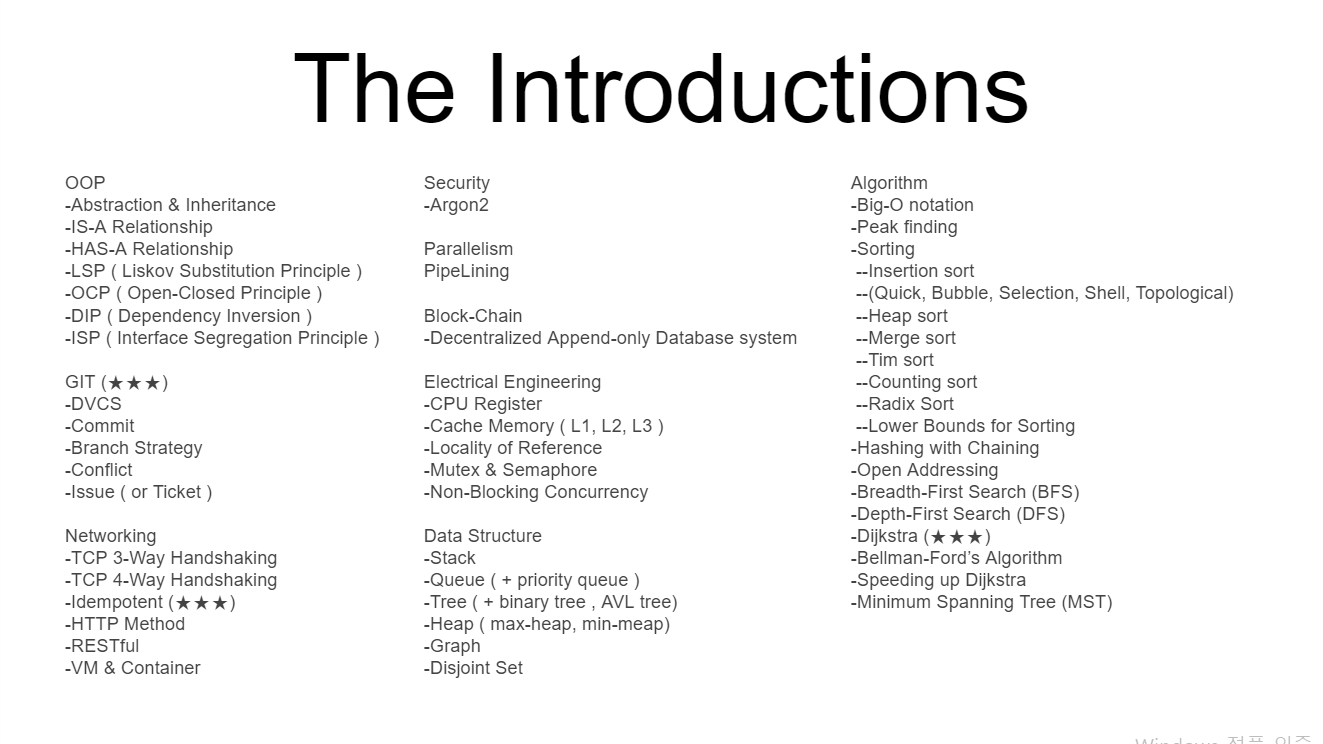 The Introductions
OOP
-Abstraction & Inheritance
-IS-A Relationship
-HAS-A Relationship
-LSP ( Liskov Substitution Principle )
-OCP ( Open-Closed Principle )
-DIP ( Dependency Inversion )
-ISP ( Interface Segregation Principle )
GIT (★★★)
-DVCS
-Commit
-Branch Strategy
-Conflict
-Issue ( or Ticket )
Networking
-TCP 3-Way Handshaking
-TCP 4-Way Handshaking
-Idempotent (★★★)
-HTTP Method
-RESTful
-VM & Container
Security
-Argon2
Parallelism
PipeLining
Block-Chain
-Decentralized Append-only Database system
Electrical Engineering
-CPU Register
-Cache Memory ( L1, L2, L3 )
-Locality of Reference
-Mutex & Semaphore
-Non-Blocking Concurrency
Data Structure
-Stack
-Queue ( + priority queue )
-Tree ( + binary tree , AVL tree)
-Heap ( max-heap, min-meap)
-Graph
-Disjoint Set
Algorithm
-Big-O notation
-Peak finding
-Sorting
--Insertion sort
--(Quick, Bubble, Selection, Shell, Topological)
--Heap sort
--Merge sort
--Tim sort
--Counting sort
--Radix Sort
--Lower Bounds for Sorting
-Hashing with Chaining
-Open Addressing
-Breadth-First Search (BFS)
-Depth-First Search (DFS)
-Dijkstra (★★★)
-Bellman-Ford’s Algorithm
-Speeding up Dijkstra
-Minimum Spanning Tree (MST)
Windows 정품 인증